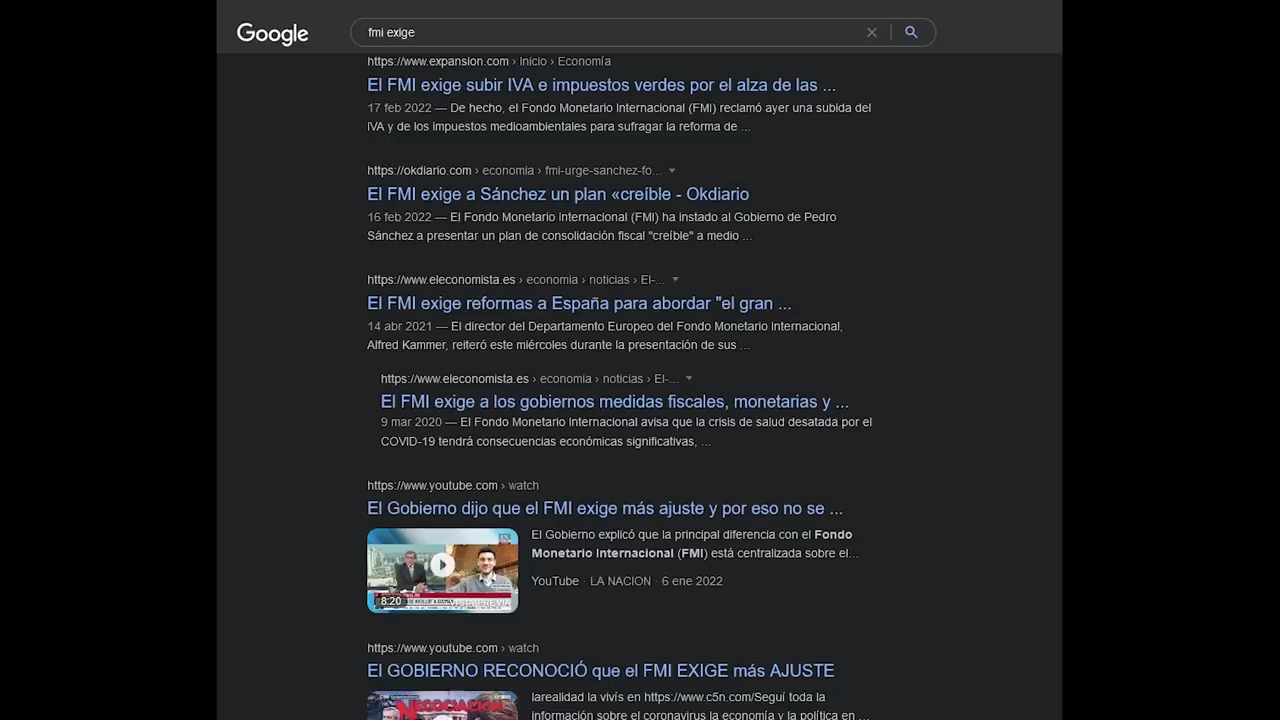 Google
fmi exige
https://www.expansion.com › Inicio › Economía
El FMI exige subir IVA e impuestos verdes por el alza de las ...
17 feb 2022 — De hecho, el Fondo Monetario Internacional (FMI) reclamó ayer una subida del
IVA y de los impuestos medioambientales para sufragar la reforma de ...
https://okdiario.com › economia › fmi-urge-sanchez-fo...
El FMI exige a Sánchez un plan «creíble - Okdiario
16 feb 2022 — El Fondo Monetario Internacional (FMI) ha instado al Gobierno de Pedro
Sánchez a presentar un plan de consolidación fiscal "creíble" a medio ...
https://www.eleconomista.es › economia › noticias › El-...
El FMI exige reformas a España para abordar "el gran ...
14 abr 2021 — El director del Departamento Europeo del Fondo Monetario Internacional,
Alfred Kammer, reiteró este miércoles durante la presentación de sus ...
https://www.eleconomista.es › economia › noticias › El-...
El FMI exige a los gobiernos medidas fiscales, monetarias y ...
9 mar 2020 — El Fondo Monetario Internacional avisa que la crisis de salud desatada por el
COVID-19 tendrá consecuencias económicas significativas, ...
https://www.youtube.com › watch
El Gobierno dijo que el FMI exige más ajuste y por eso no se ...
El Gobierno explicó que la principal diferencia con el Fondo
Monetario Internacional (FMI) está centralizada sobre el...
8:20
VISTA PREVIA
YouTube · LA NACION · 6 ene 2022
https://www.youtube.com › watch
El GOBIERNO RECONOCIÓ que el FMI EXIGE más AJUSTE
NEGOCIACIÓN
larealidad la vivís en https://www.c5n.com/Seguí toda la
información sobre el coronavirus la economía y la política en ...